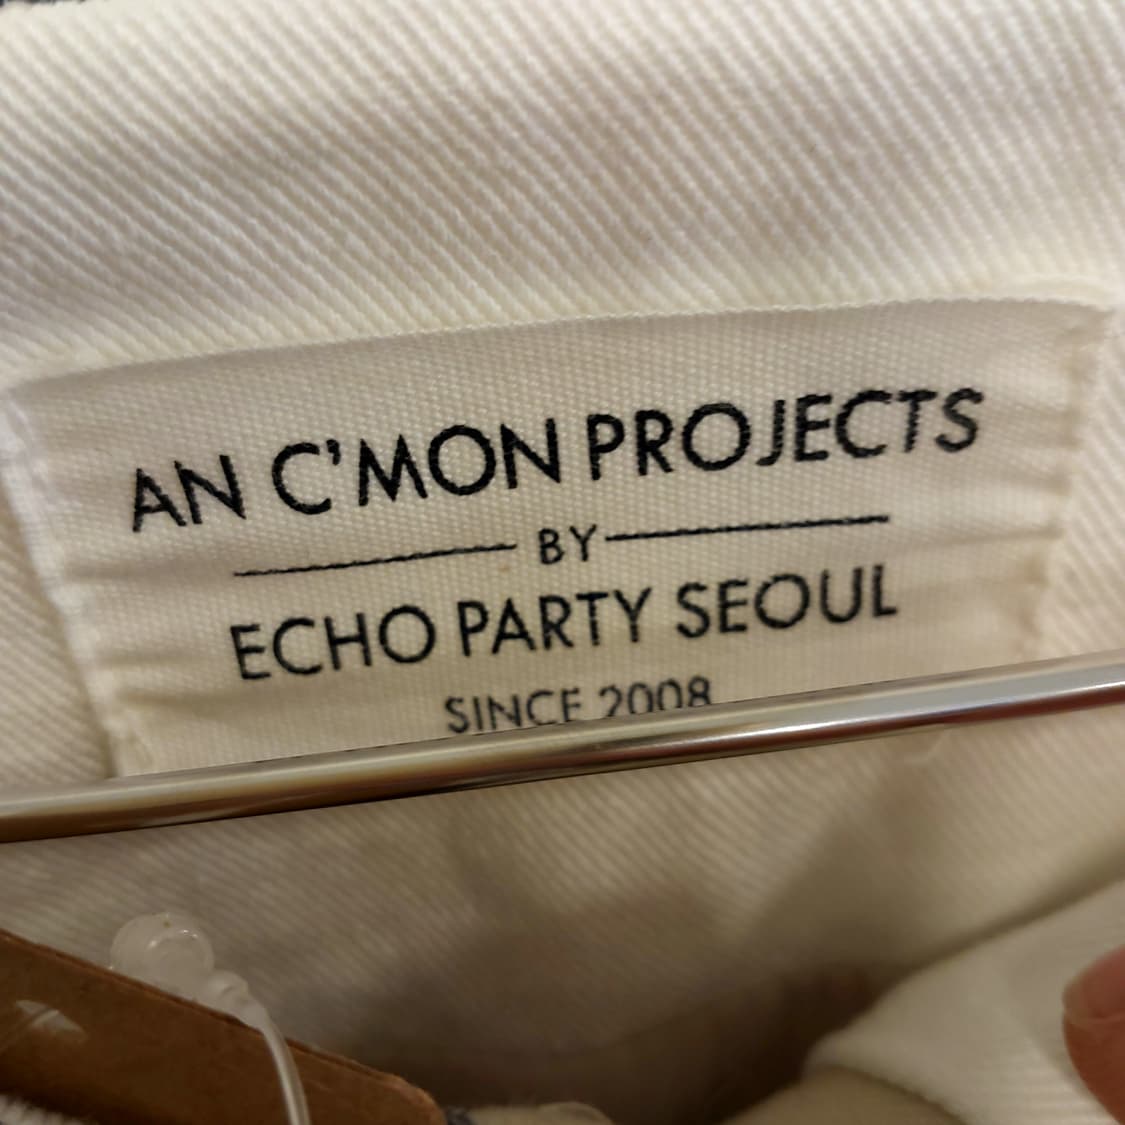 AN C'MON PROJECTS
BY
ECHO PARTY SEOUL
SINCE 2008